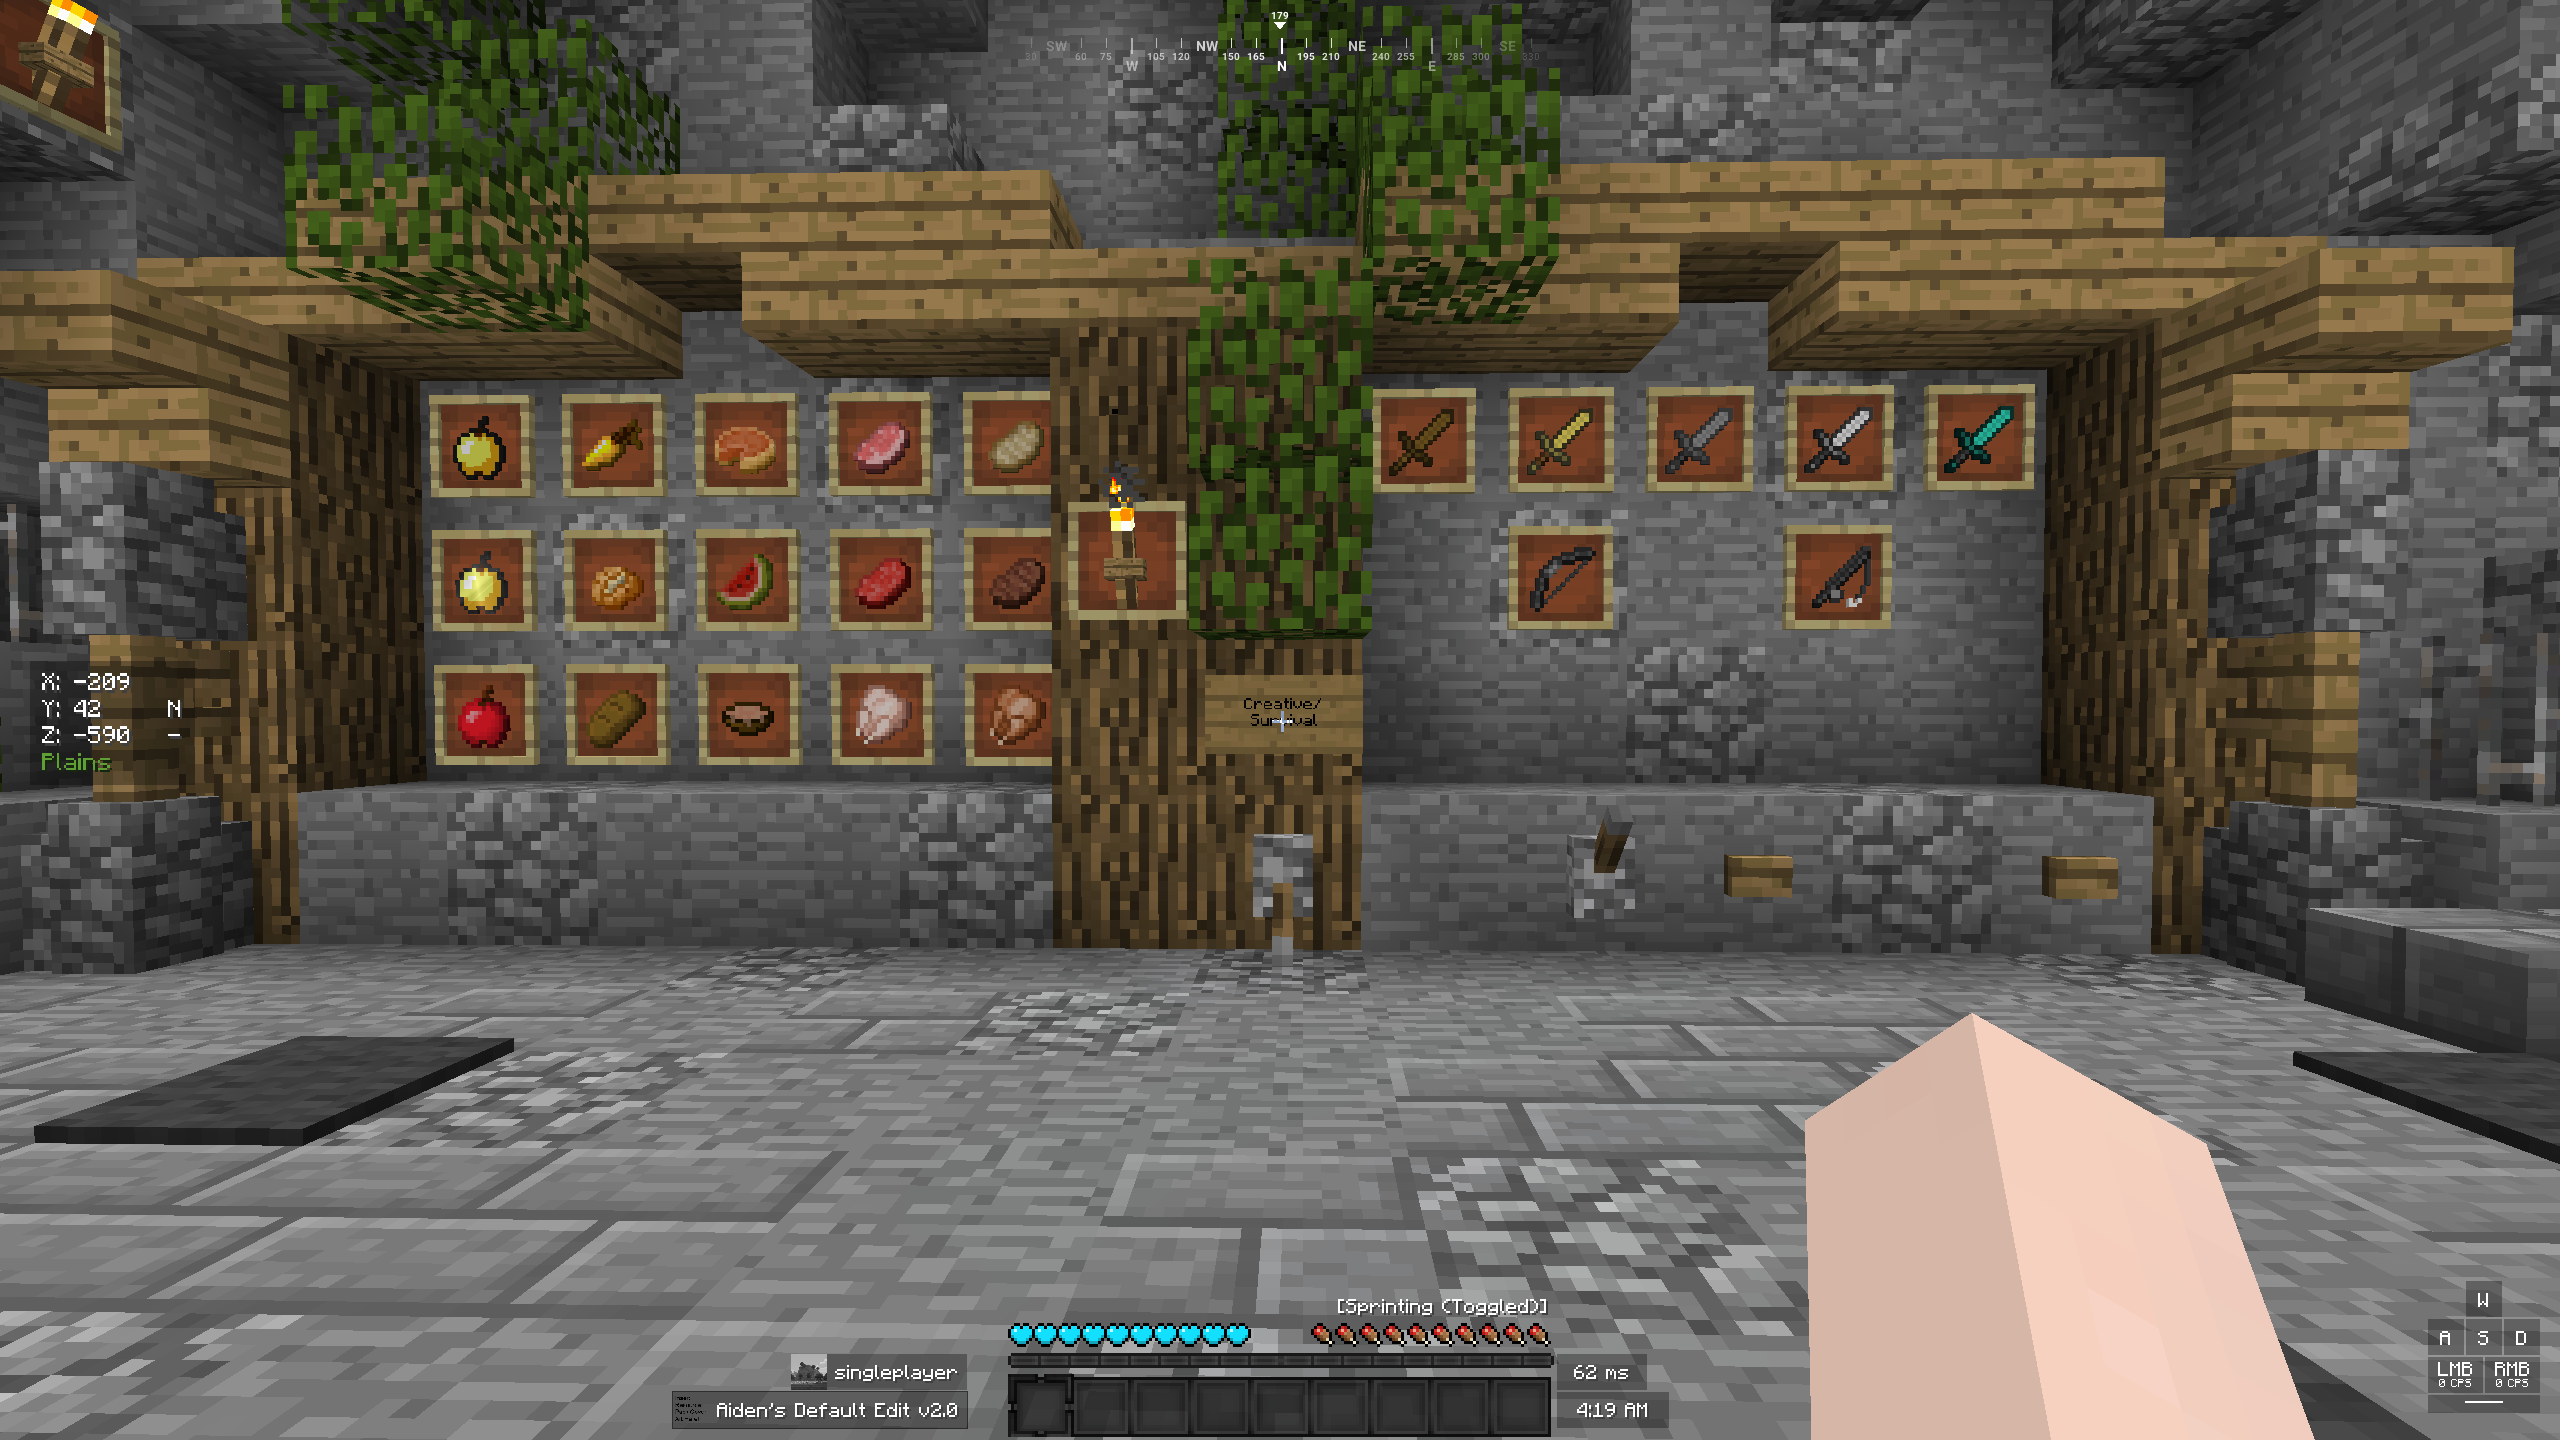 179
SW NW NE SE
30 60 75 105 120 150 165 195 210 240 255 285 300 330
W N E
X: -209
Y: 42 N
Z: -590 -
Plains
Creative/
Survival
[Sprinting (Toggled)]
singleplayer
62 ms
Aiden's Default Edit v2.0
4:19 AM
W
A S D
LMB RMB
0 CPS 0 CPS